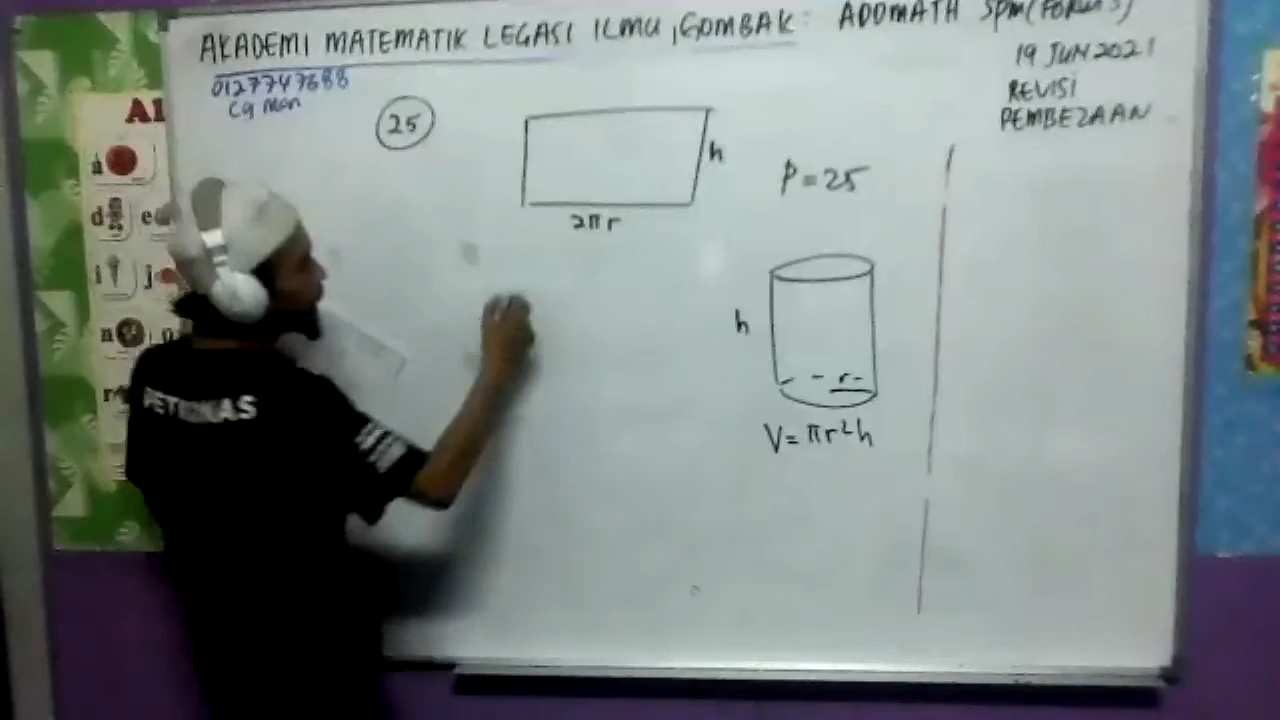 AKADEMI MATEMATIK LEGASI ILMU, GOMBAK: ADDMATH SPM (FORM 5)
0127747688
Cg Man
19 JUN 2021
REVISI
PEMBEZAAN
25
h
2πr
P = 25
h
r
V = πr²h
PETRONAS
A
a
d
e
i
j
n
o
r